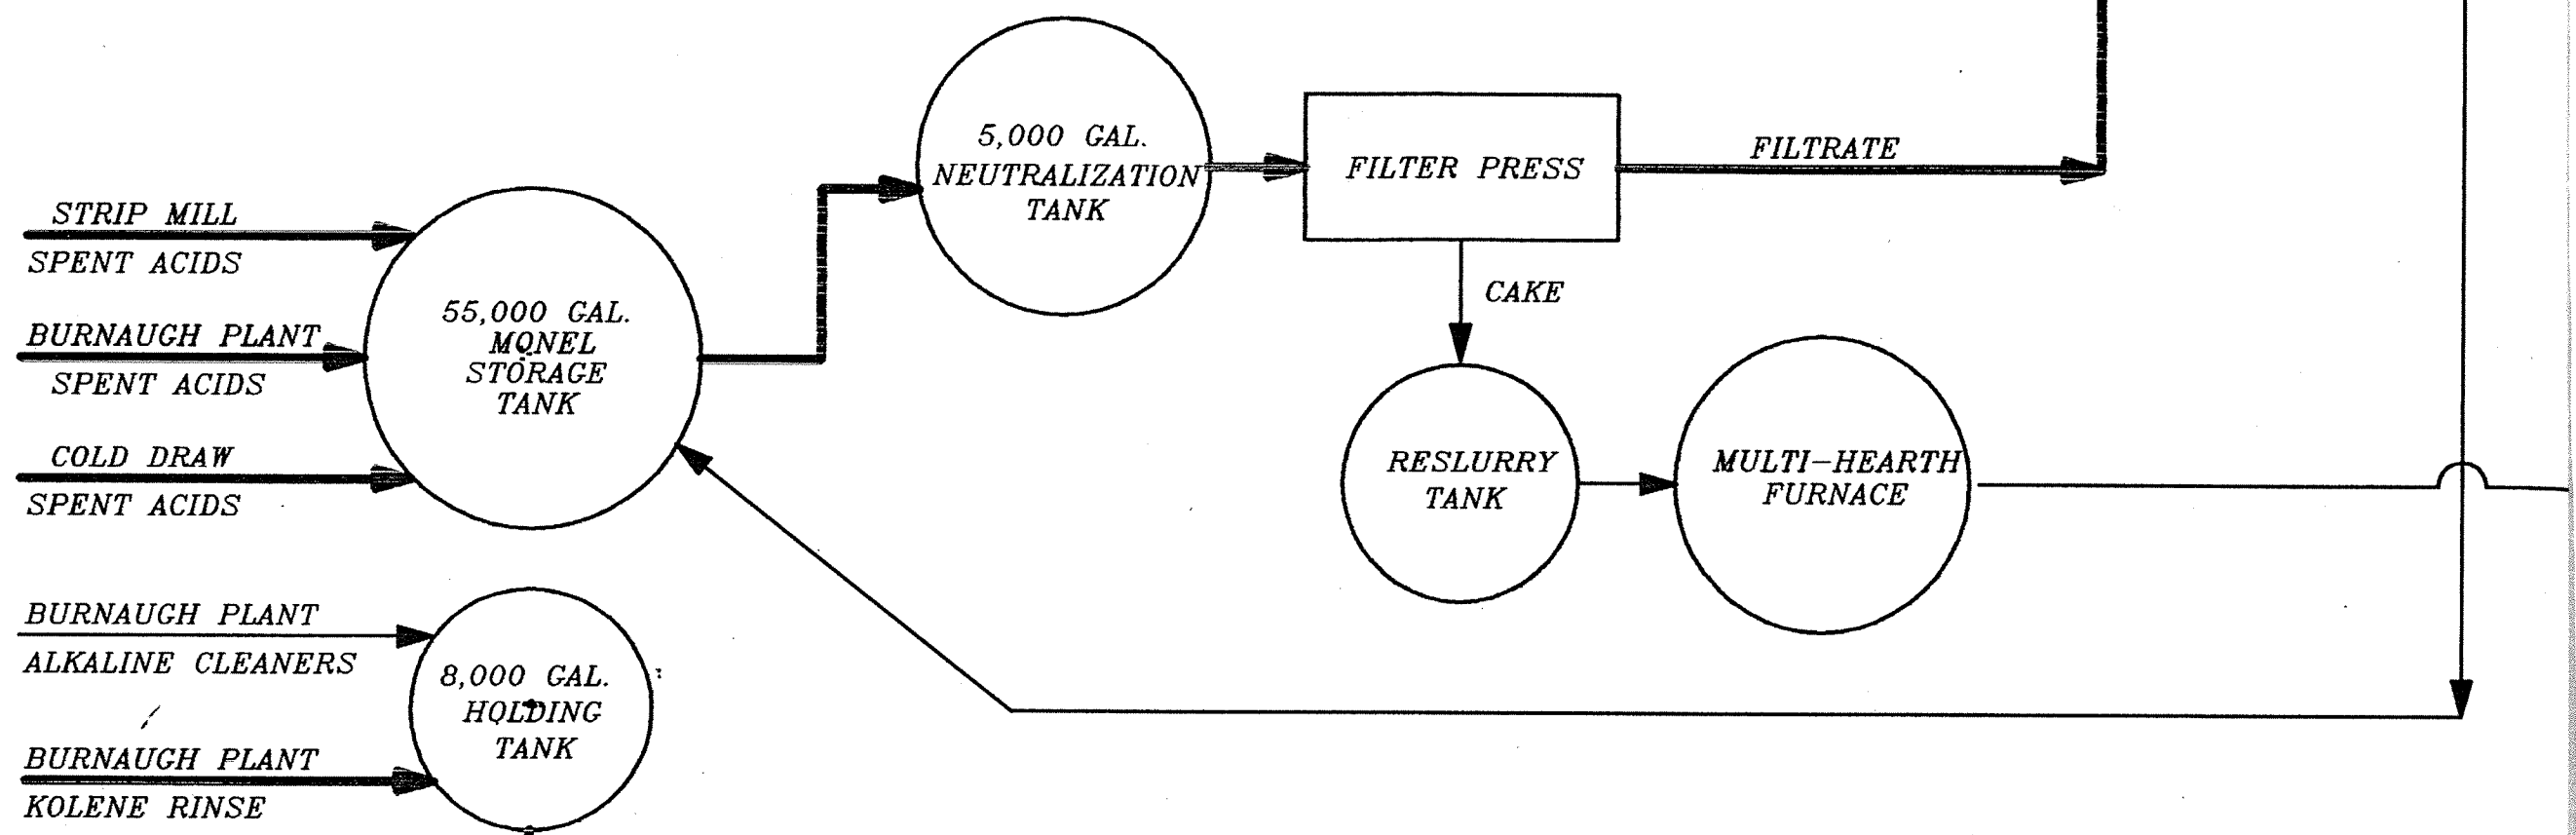 5,000 GAL.
NEUTRALIZATION
TANK
FILTER PRESS
FILTRATE
CAKE
STRIP MILL
SPENT ACIDS
BURNAUGH PLANT
SPENT ACIDS
COLD DRAW
SPENT ACIDS
55,000 GAL.
MONEL
STORAGE
TANK
RESLURRY
TANK
MULTI-HEARTH
FURNACE
BURNAUGH PLANT
ALKALINE CLEANERS
BURNAUGH PLANT
KOLENE RINSE
8,000 GAL.
HOLDING
TANK